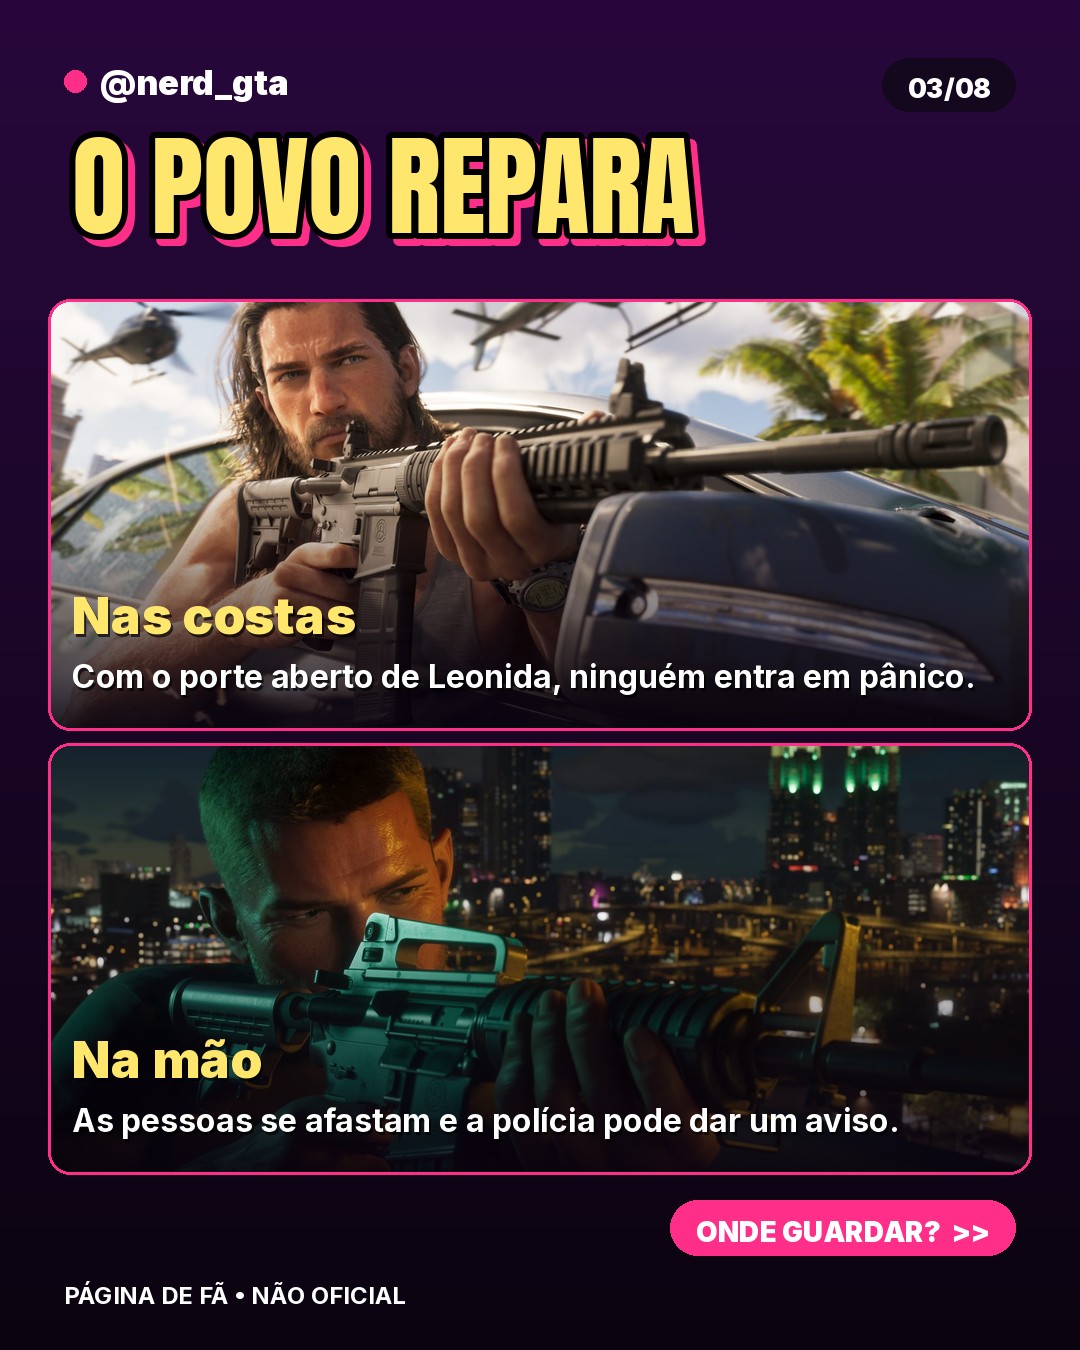 @nerd_gta
03/08
O POVO REPARA
Nas costas
Com o porte aberto de Leonida, ninguém entra em pânico.
Na mão
As pessoas se afastam e a polícia pode dar um aviso.
ONDE GUARDAR? >>
PÁGINA DE FÃ • NÃO OFICIAL